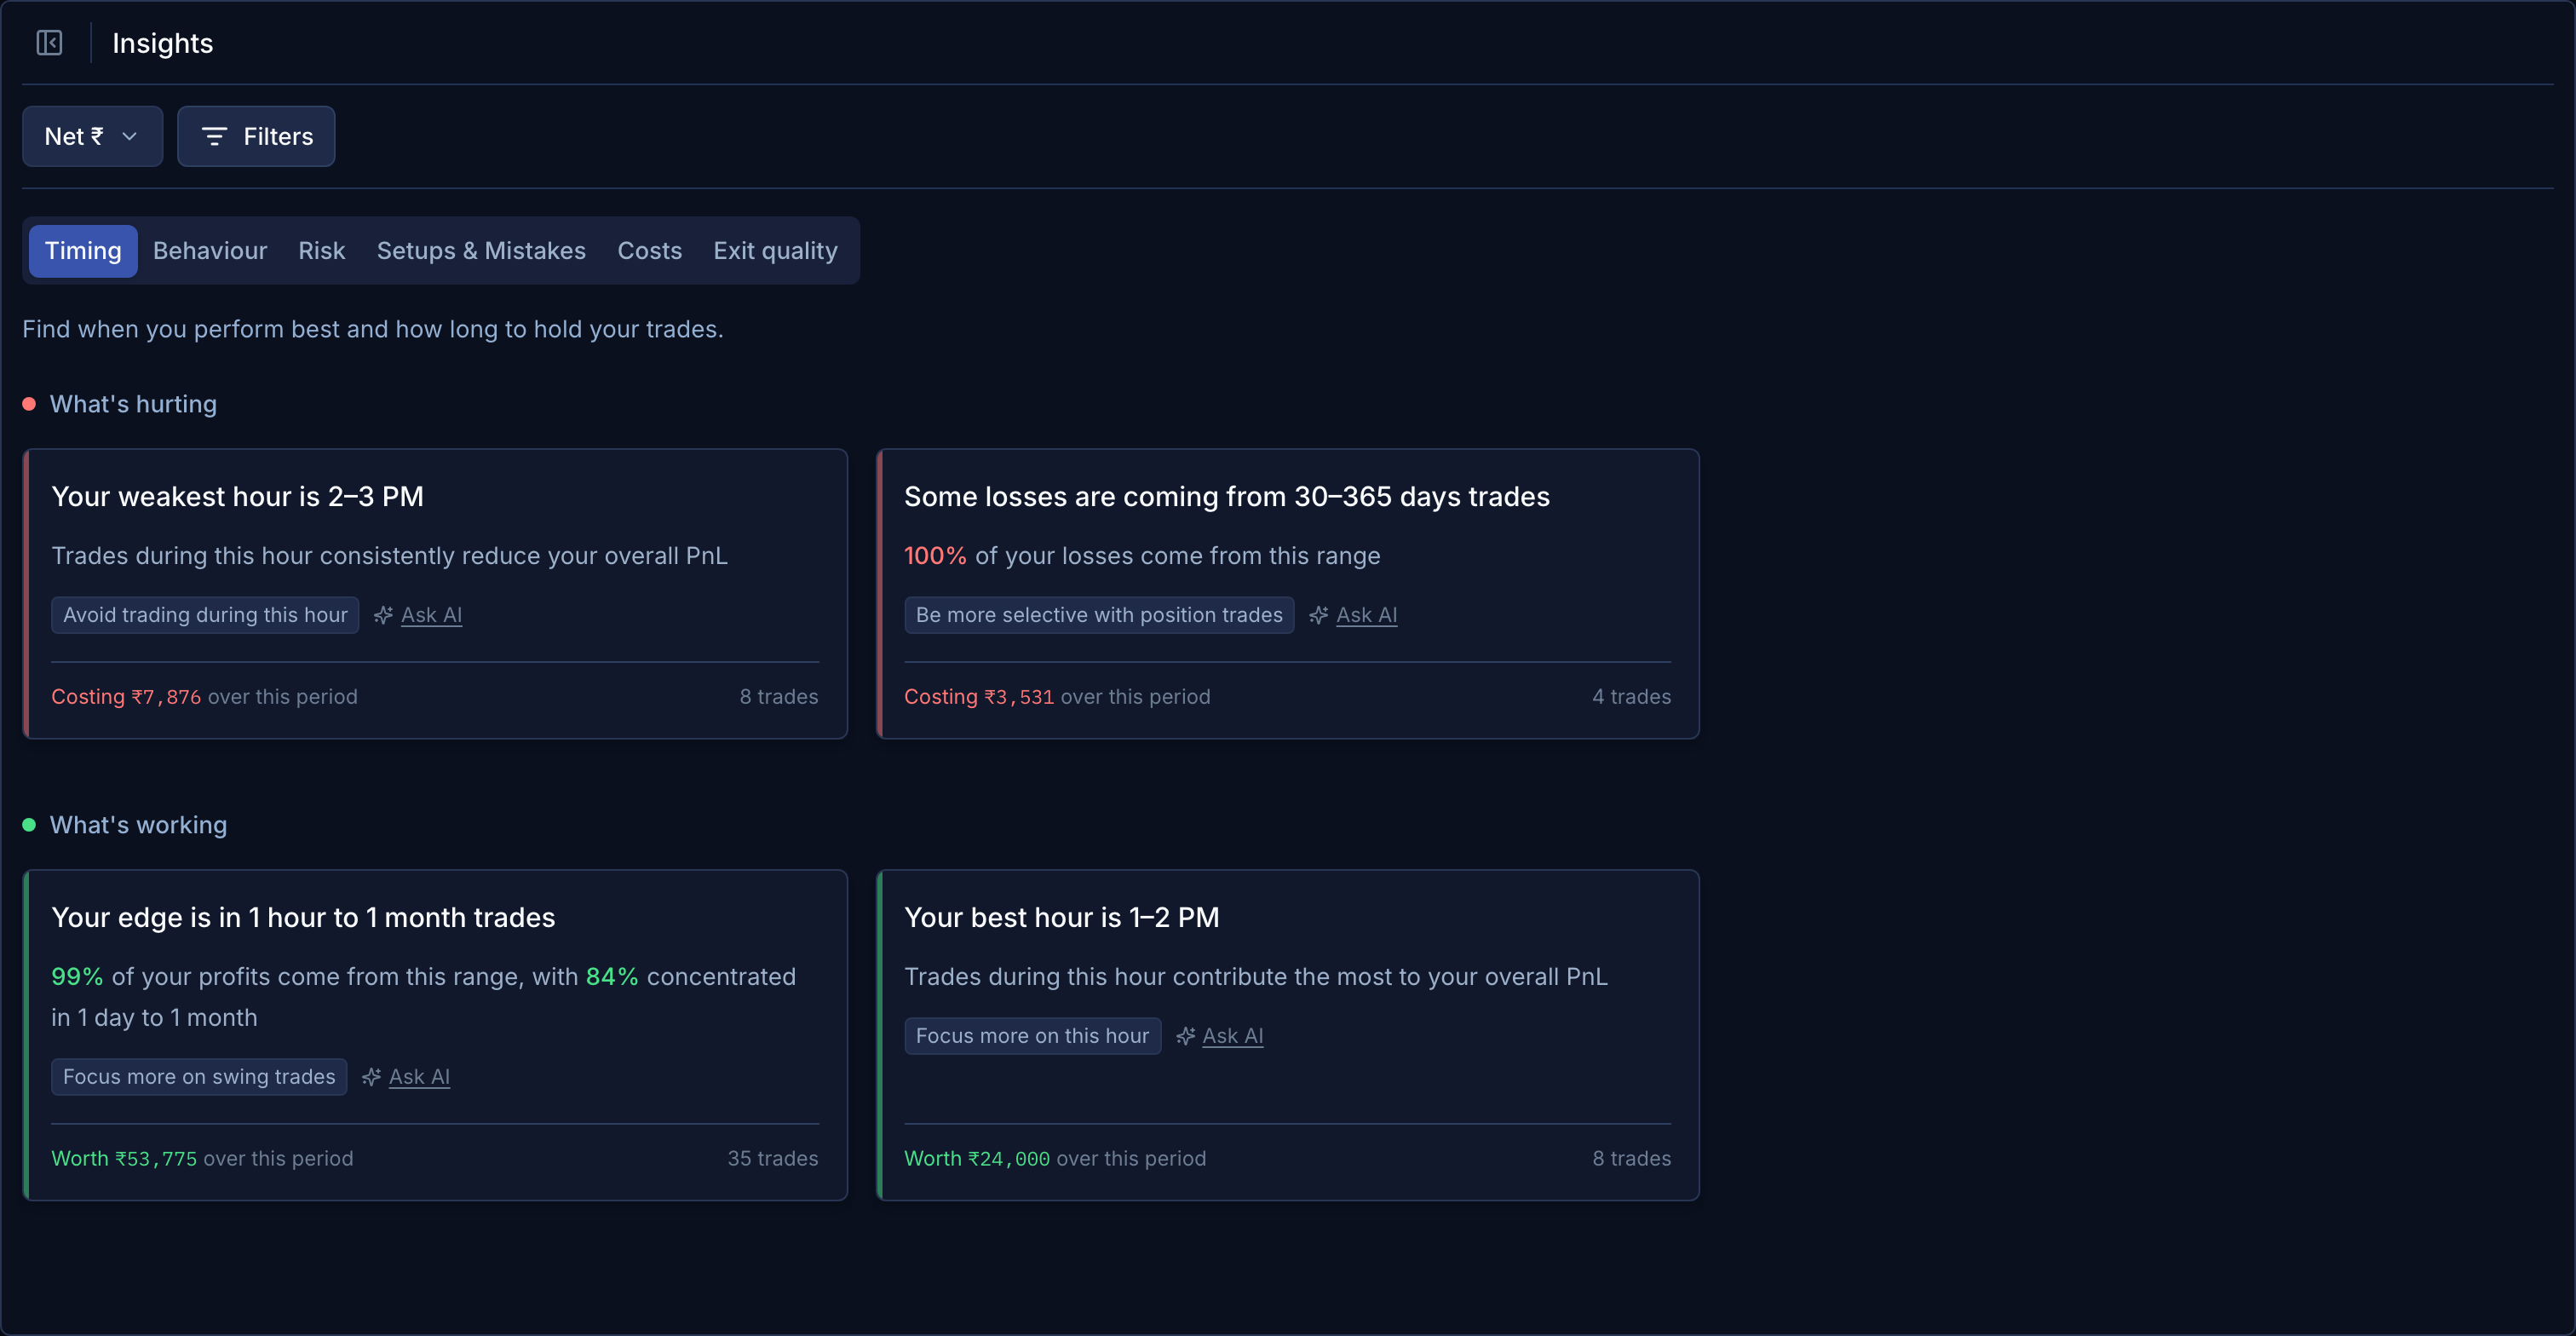 Insights
Net ₹
Filters
Timing
Behaviour
Risk
Setups & Mistakes
Costs
Exit quality
Find when you perform best and how long to hold your trades.
What's hurting
Your weakest hour is 2–3 PM
Trades during this hour consistently reduce your overall PnL
Avoid trading during this hour
Ask AI
Costing ₹7,876 over this period
8 trades
Some losses are coming from 30–365 days trades
100% of your losses come from this range
Be more selective with position trades
Ask AI
Costing ₹3,531 over this period
4 trades
What's working
Your edge is in 1 hour to 1 month trades
99% of your profits come from this range, with 84% concentrated
in 1 day to 1 month
Focus more on swing trades
Ask AI
Worth ₹53,775 over this period
35 trades
Your best hour is 1–2 PM
Trades during this hour contribute the most to your overall PnL
Focus more on this hour
Ask AI
Worth ₹24,000 over this period
8 trades